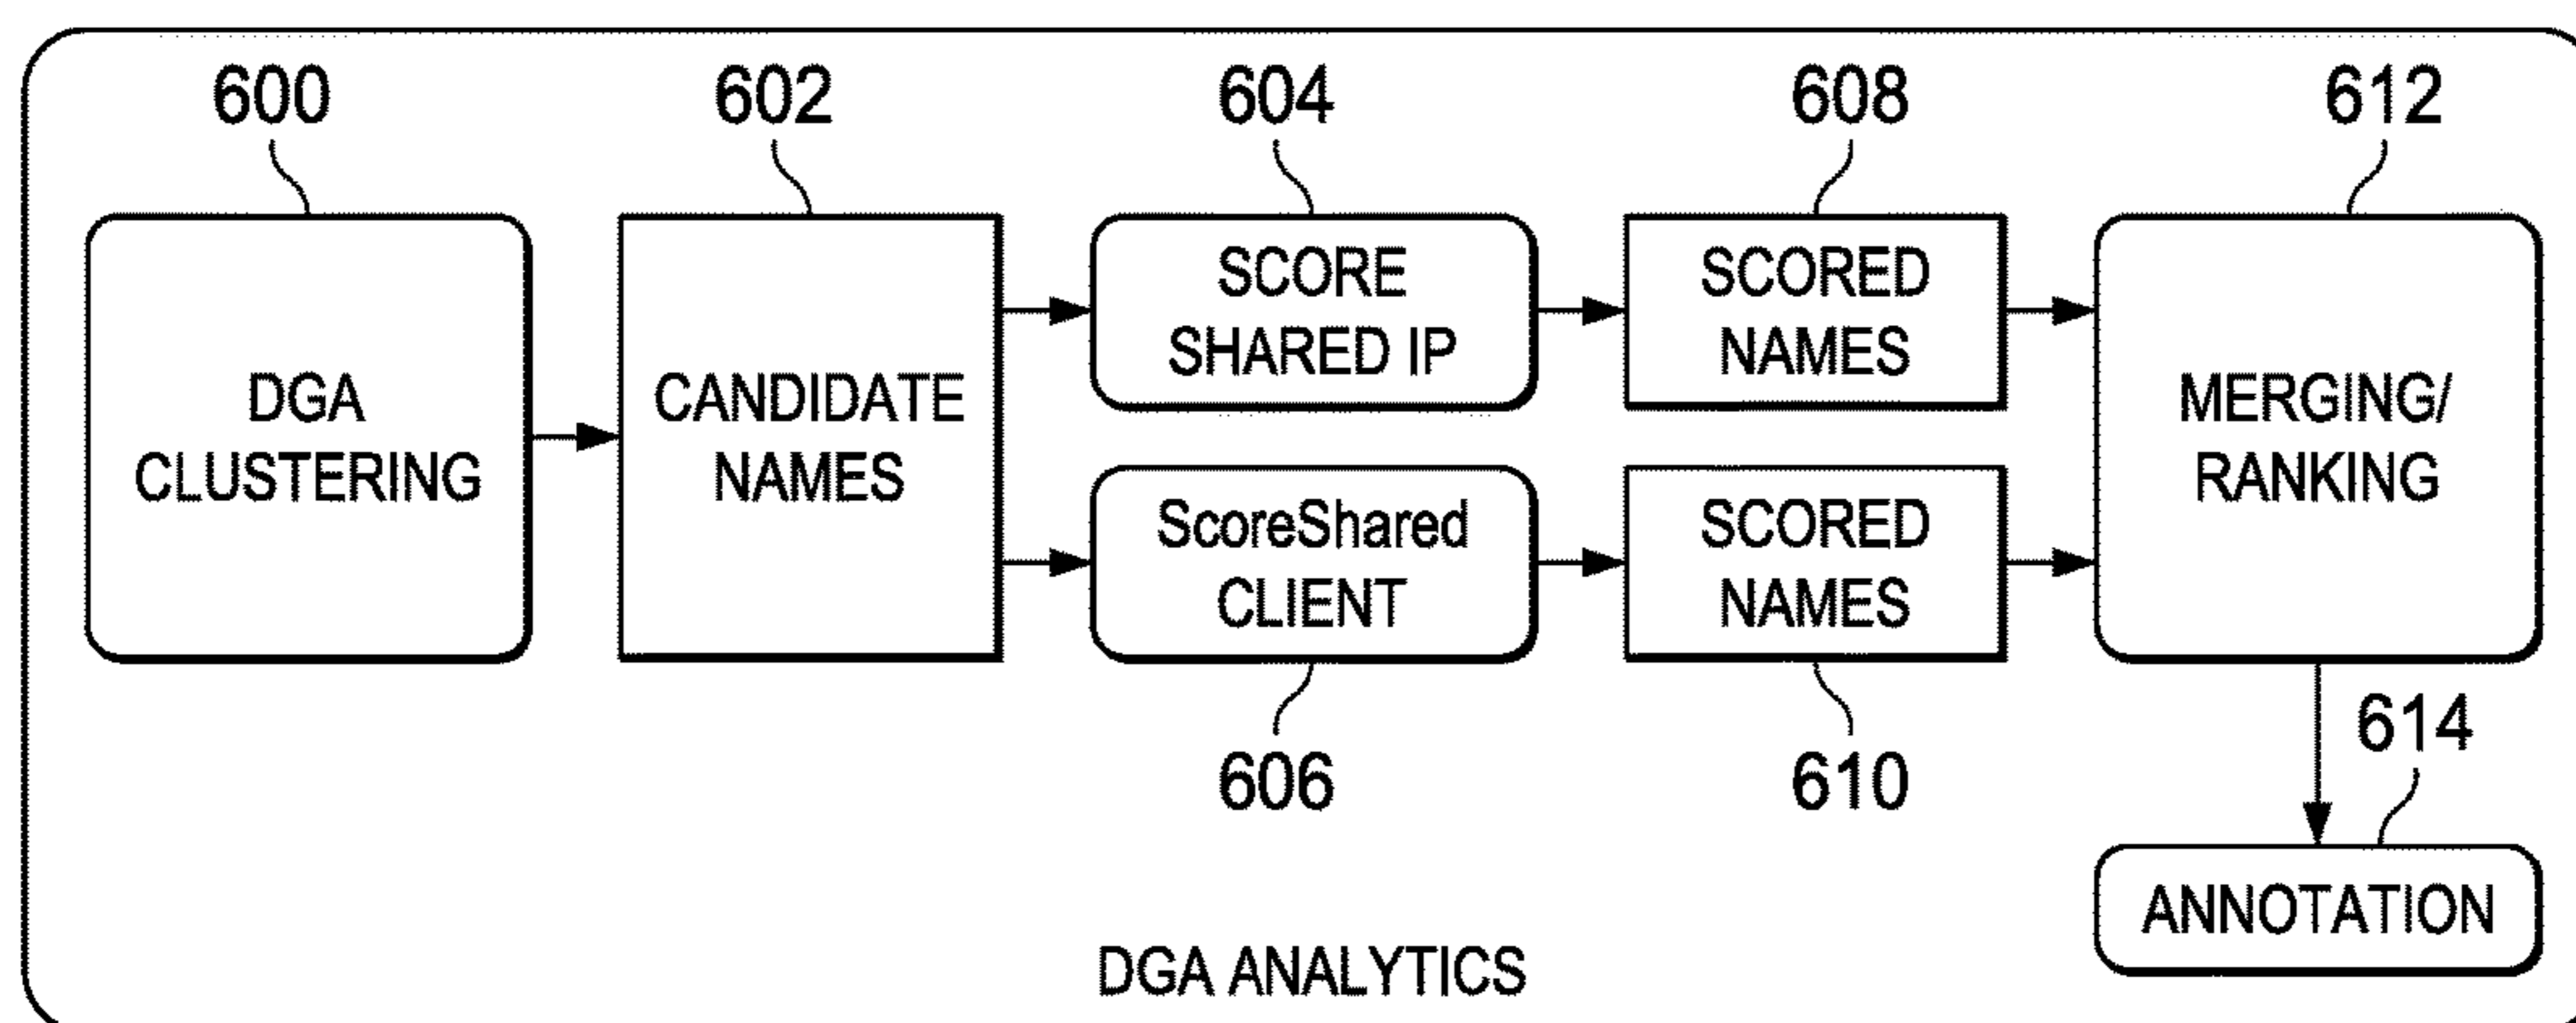 600
602
604
608
612
DGA
CLUSTERING
CANDIDATE
NAMES
SCORE
SHARED IP
SCORED
NAMES
MERGING/
RANKING
ScoreShared
CLIENT
SCORED
NAMES
606
610
614
ANNOTATION
DGA ANALYTICS